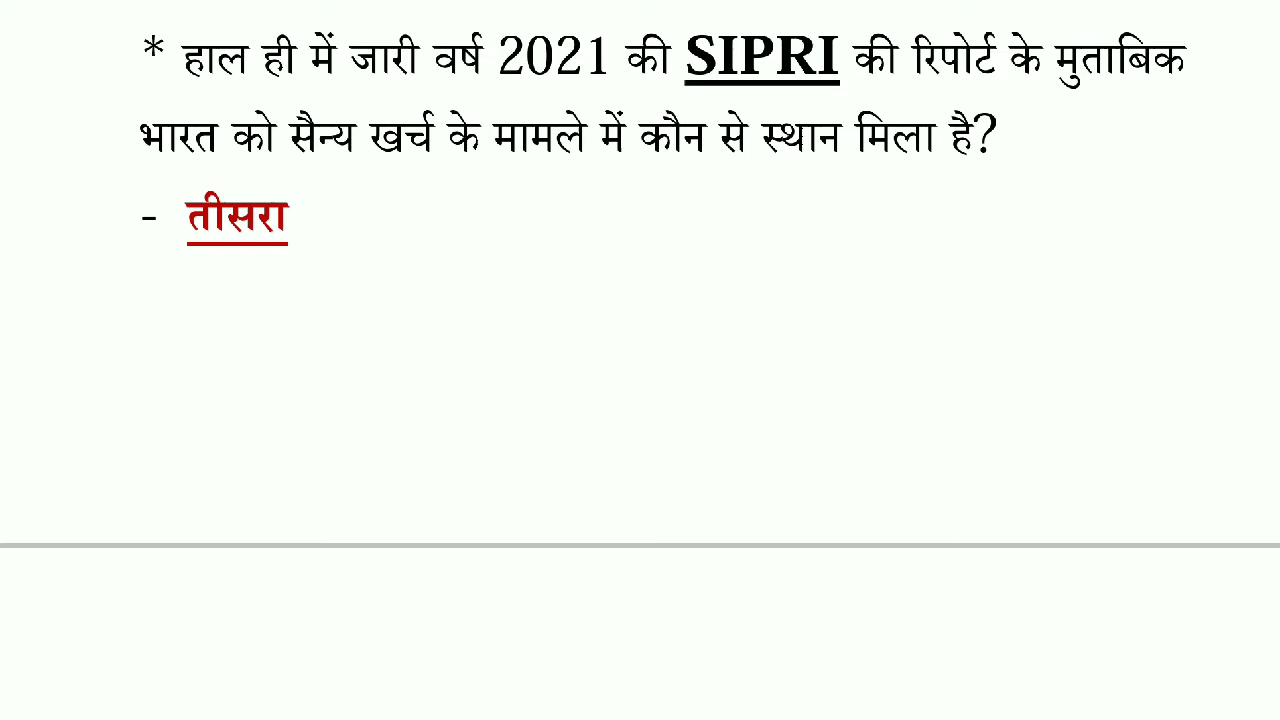 * हाल ही में जारी वर्ष 2021 की SIPRI की रिपोर्ट के मुताबिक
भारत को सैन्य खर्च के मामले में कौन से स्थान मिला है?
- तीसरा